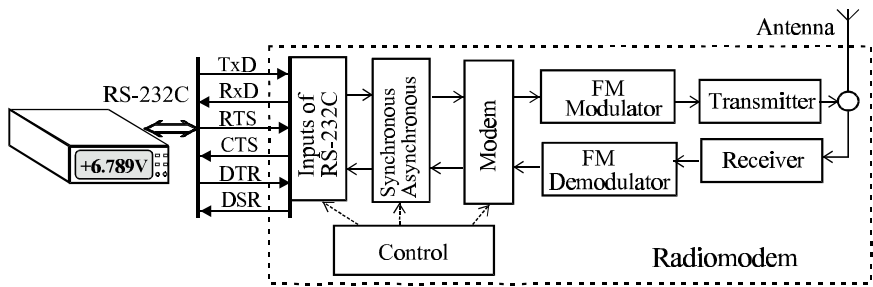 Antenna
RS-232C
TxD
RxD
RTS
CTS
DTR
DSR
+6.789V
Inputs of
RS-232C
Synchronous
Asynchronous
Modem
FM
Modulator
Transmitter
FM
Demodulator
Receiver
Control
Radiomodem